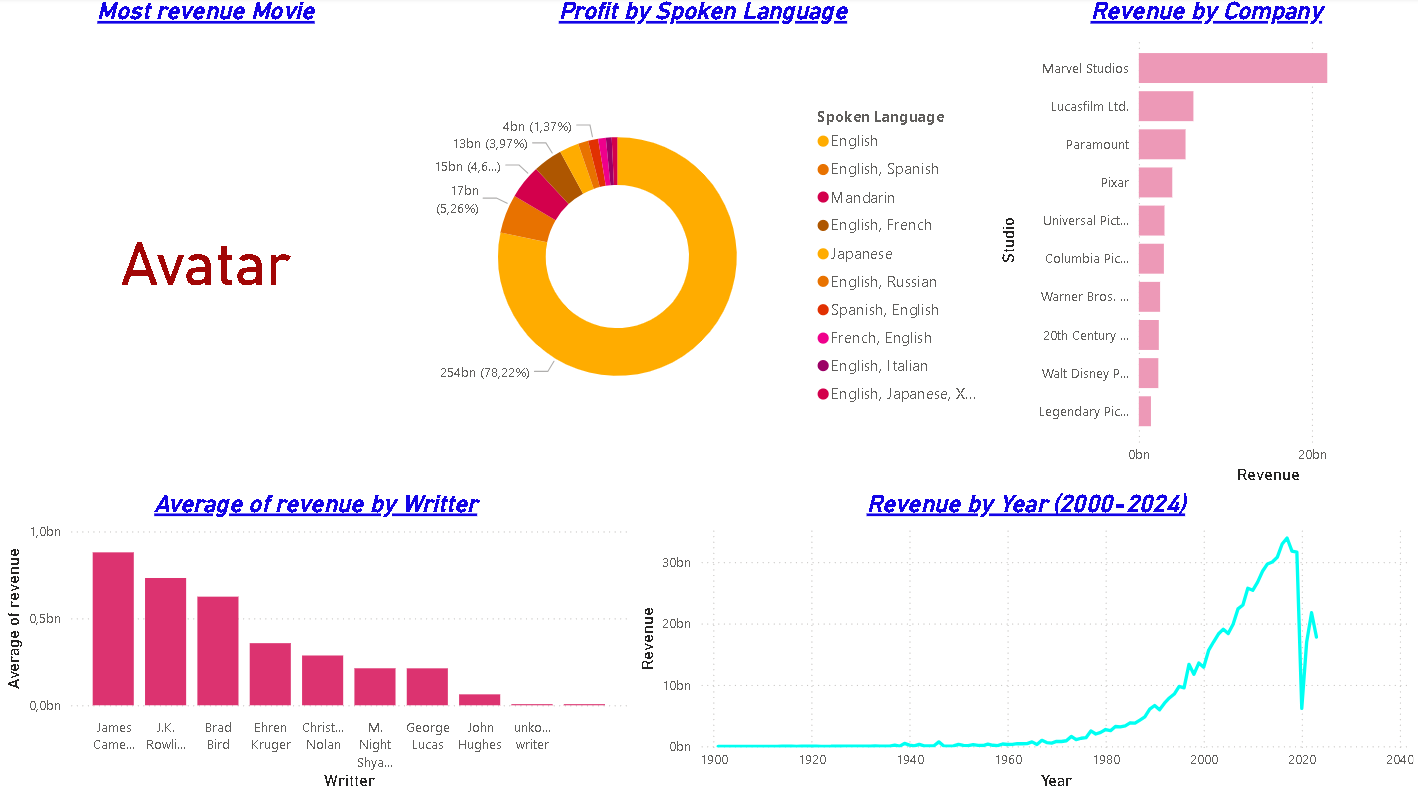 Most revenue Movie
Avatar
Profit by Spoken Language
4bn (1,37%)
13bn (3,97%)
15bn (4,6...)
17bn
(5,26%)
254bn (78,22%)
Spoken Language
English
English, Spanish
Mandarin
English, French
Japanese
English, Russian
Spanish, English
French, English
English, Italian
English, Japanese, X...
Revenue by Company
Studio
Marvel Studios
Lucasfilm Ltd.
Paramount
Pixar
Universal Pict...
Columbia Pic...
Warner Bros. ...
20th Century ...
Walt Disney P...
Legendary Pic...
0bn
20bn
Revenue
Average of revenue by Writter
Average of revenue
1,0bn
0,5bn
0,0bn
James
Came...
J.K.
Rowli...
Brad
Bird
Ehren
Kruger
Christ...
Nolan
M.
Night
Shya...
George
Lucas
John
Hughes
unko...
writer
Writter
Revenue by Year (2000-2024)
Revenue
30bn
20bn
10bn
0bn
1900
1920
1940
1960
1980
2000
2020
2040
Year